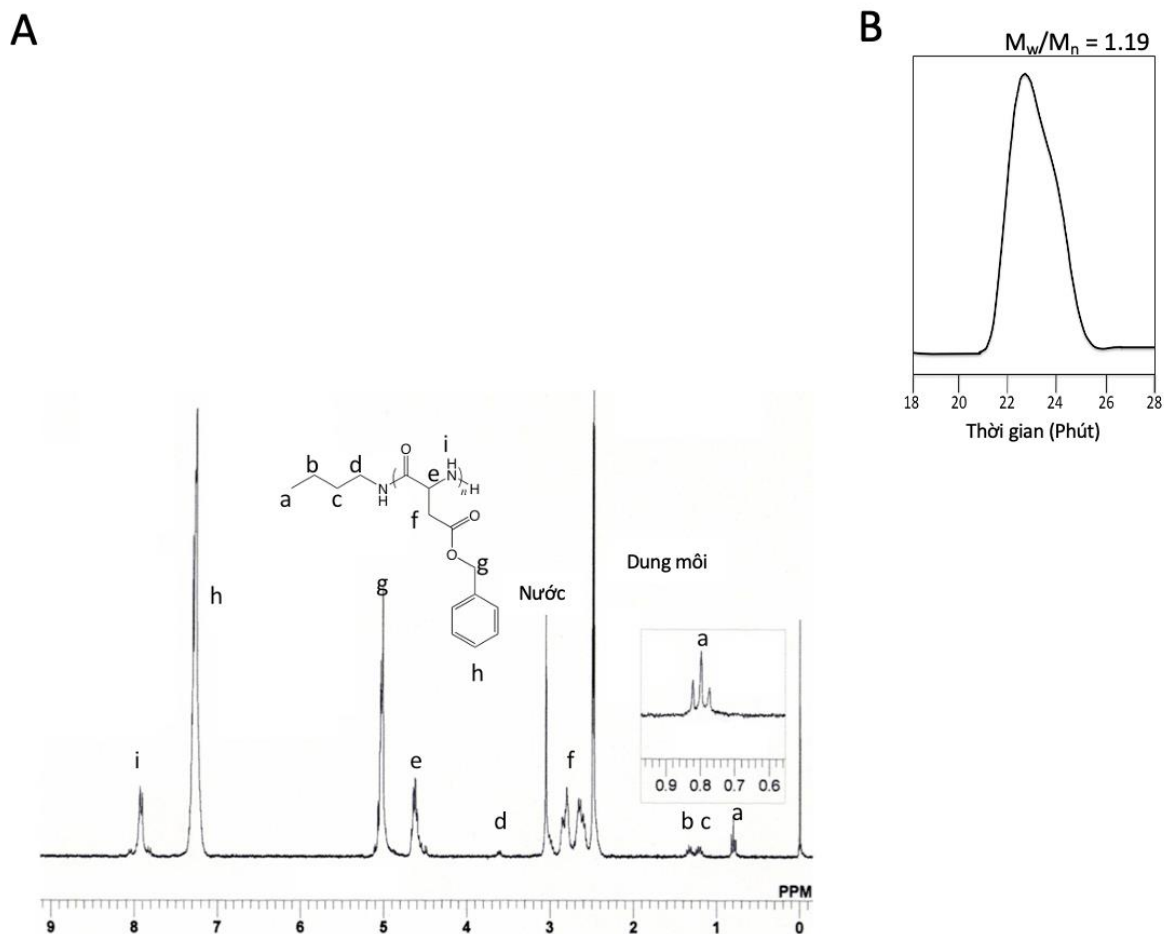 A
B
Mw/Mn = 1.19
18 20 22 24 26 28
Thời gian (Phút)
b d O i
H
e N
a c N n H
H
f O
O g
h
h
g
Nước
Dung môi
a
0.9 0.8 0.7 0.6
i
e
f
d
b c a
PPM
9 8 7 6 5 4 3 2 1 0